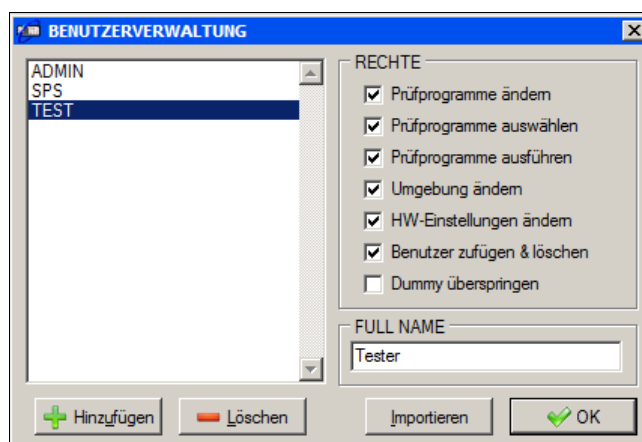 BENUTZERVERWALTUNG
ADMIN
SPS
TEST
RECHTE
Prüfprogramme ändern
Prüfprogramme auswählen
Prüfprogramme ausführen
Umgebung ändern
HW-Einstellungen ändern
Benutzer zufügen & löschen
Dummy überspringen
FULL NAME
Tester
Hinzufügen
Löschen
Importieren
OK